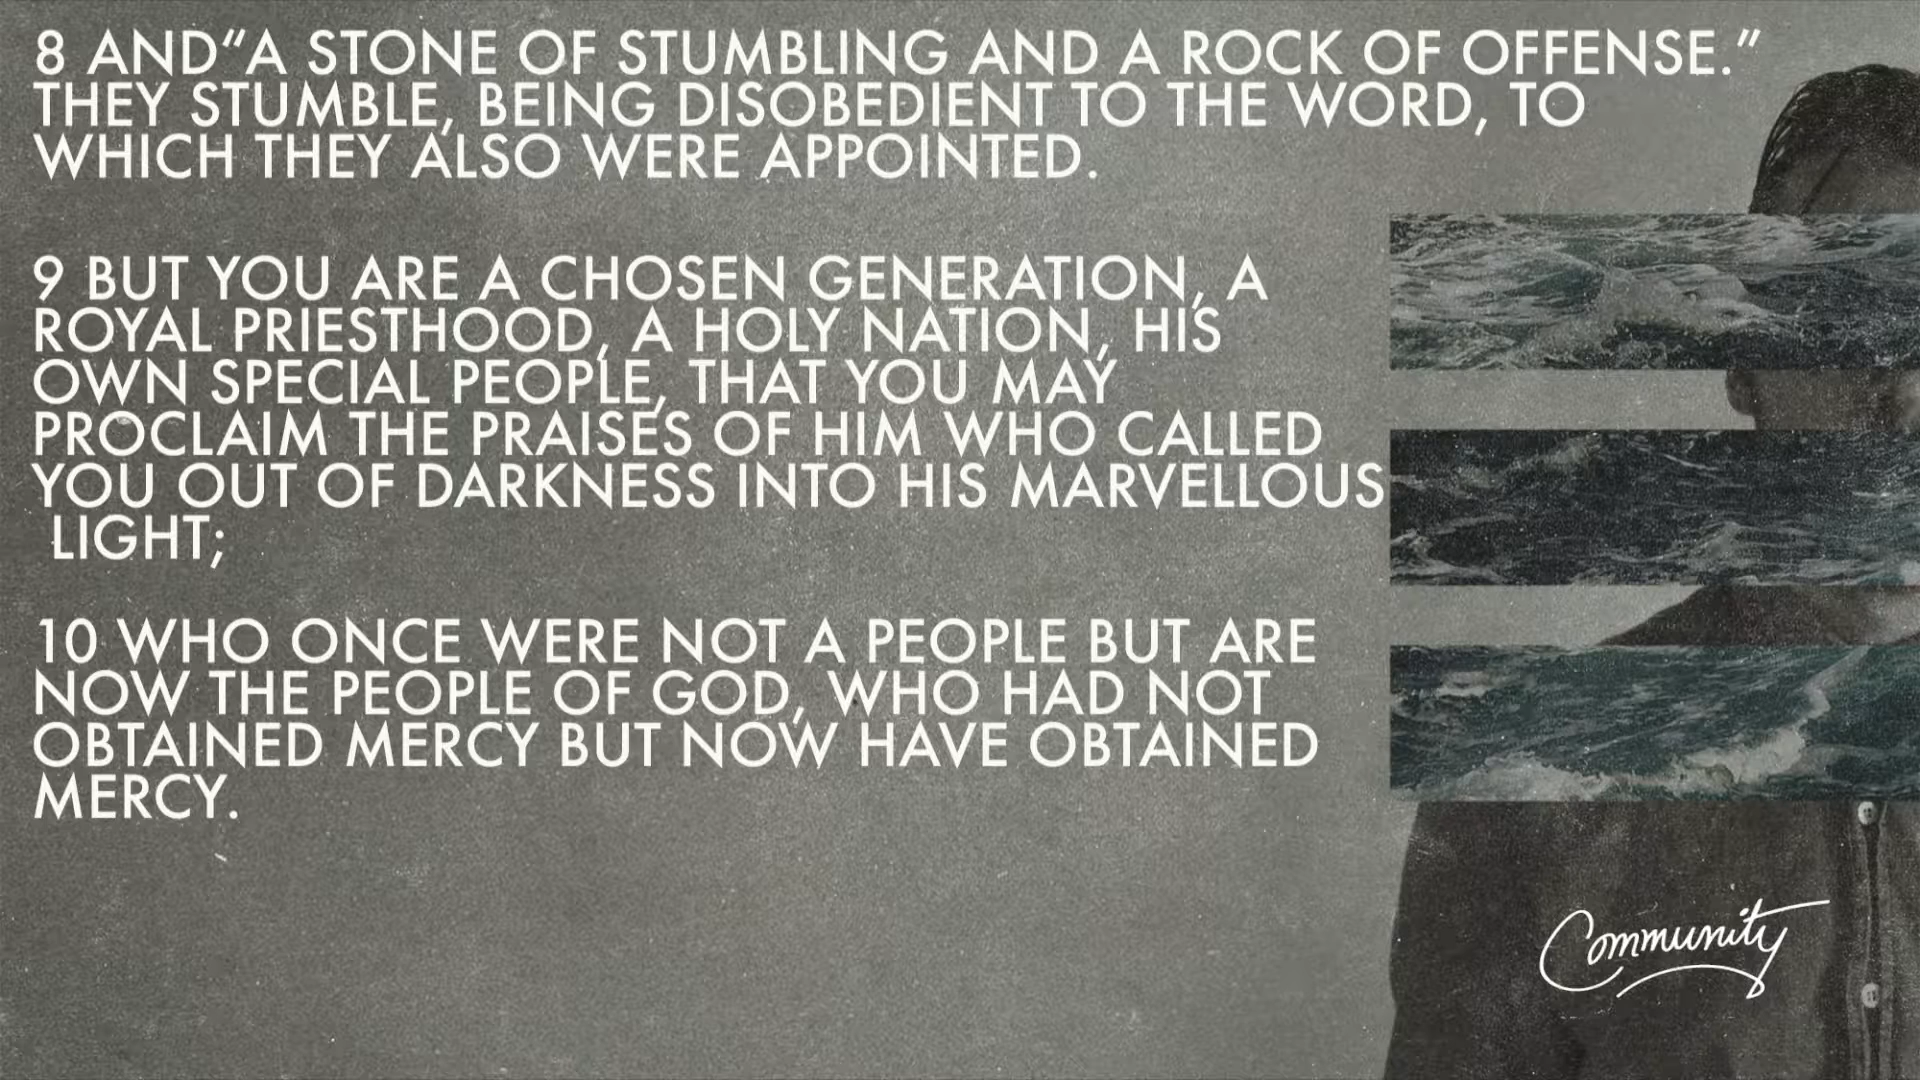 8 AND“A STONE OF STUMBLING AND A ROCK OF OFFENSE.”
THEY STUMBLE, BEING DISOBEDIENT TO THE WORD, TO
WHICH THEY ALSO WERE APPOINTED.
9 BUT YOU ARE A CHOSEN GENERATION, A
ROYAL PRIESTHOOD, A HOLY NATION, HIS
OWN SPECIAL PEOPLE, THAT YOU MAY
PROCLAIM THE PRAISES OF HIM WHO CALLED
YOU OUT OF DARKNESS INTO HIS MARVELLOUS
LIGHT;
10 WHO ONCE WERE NOT A PEOPLE BUT ARE
NOW THE PEOPLE OF GOD, WHO HAD NOT
OBTAINED MERCY BUT NOW HAVE OBTAINED
MERCY.
Community